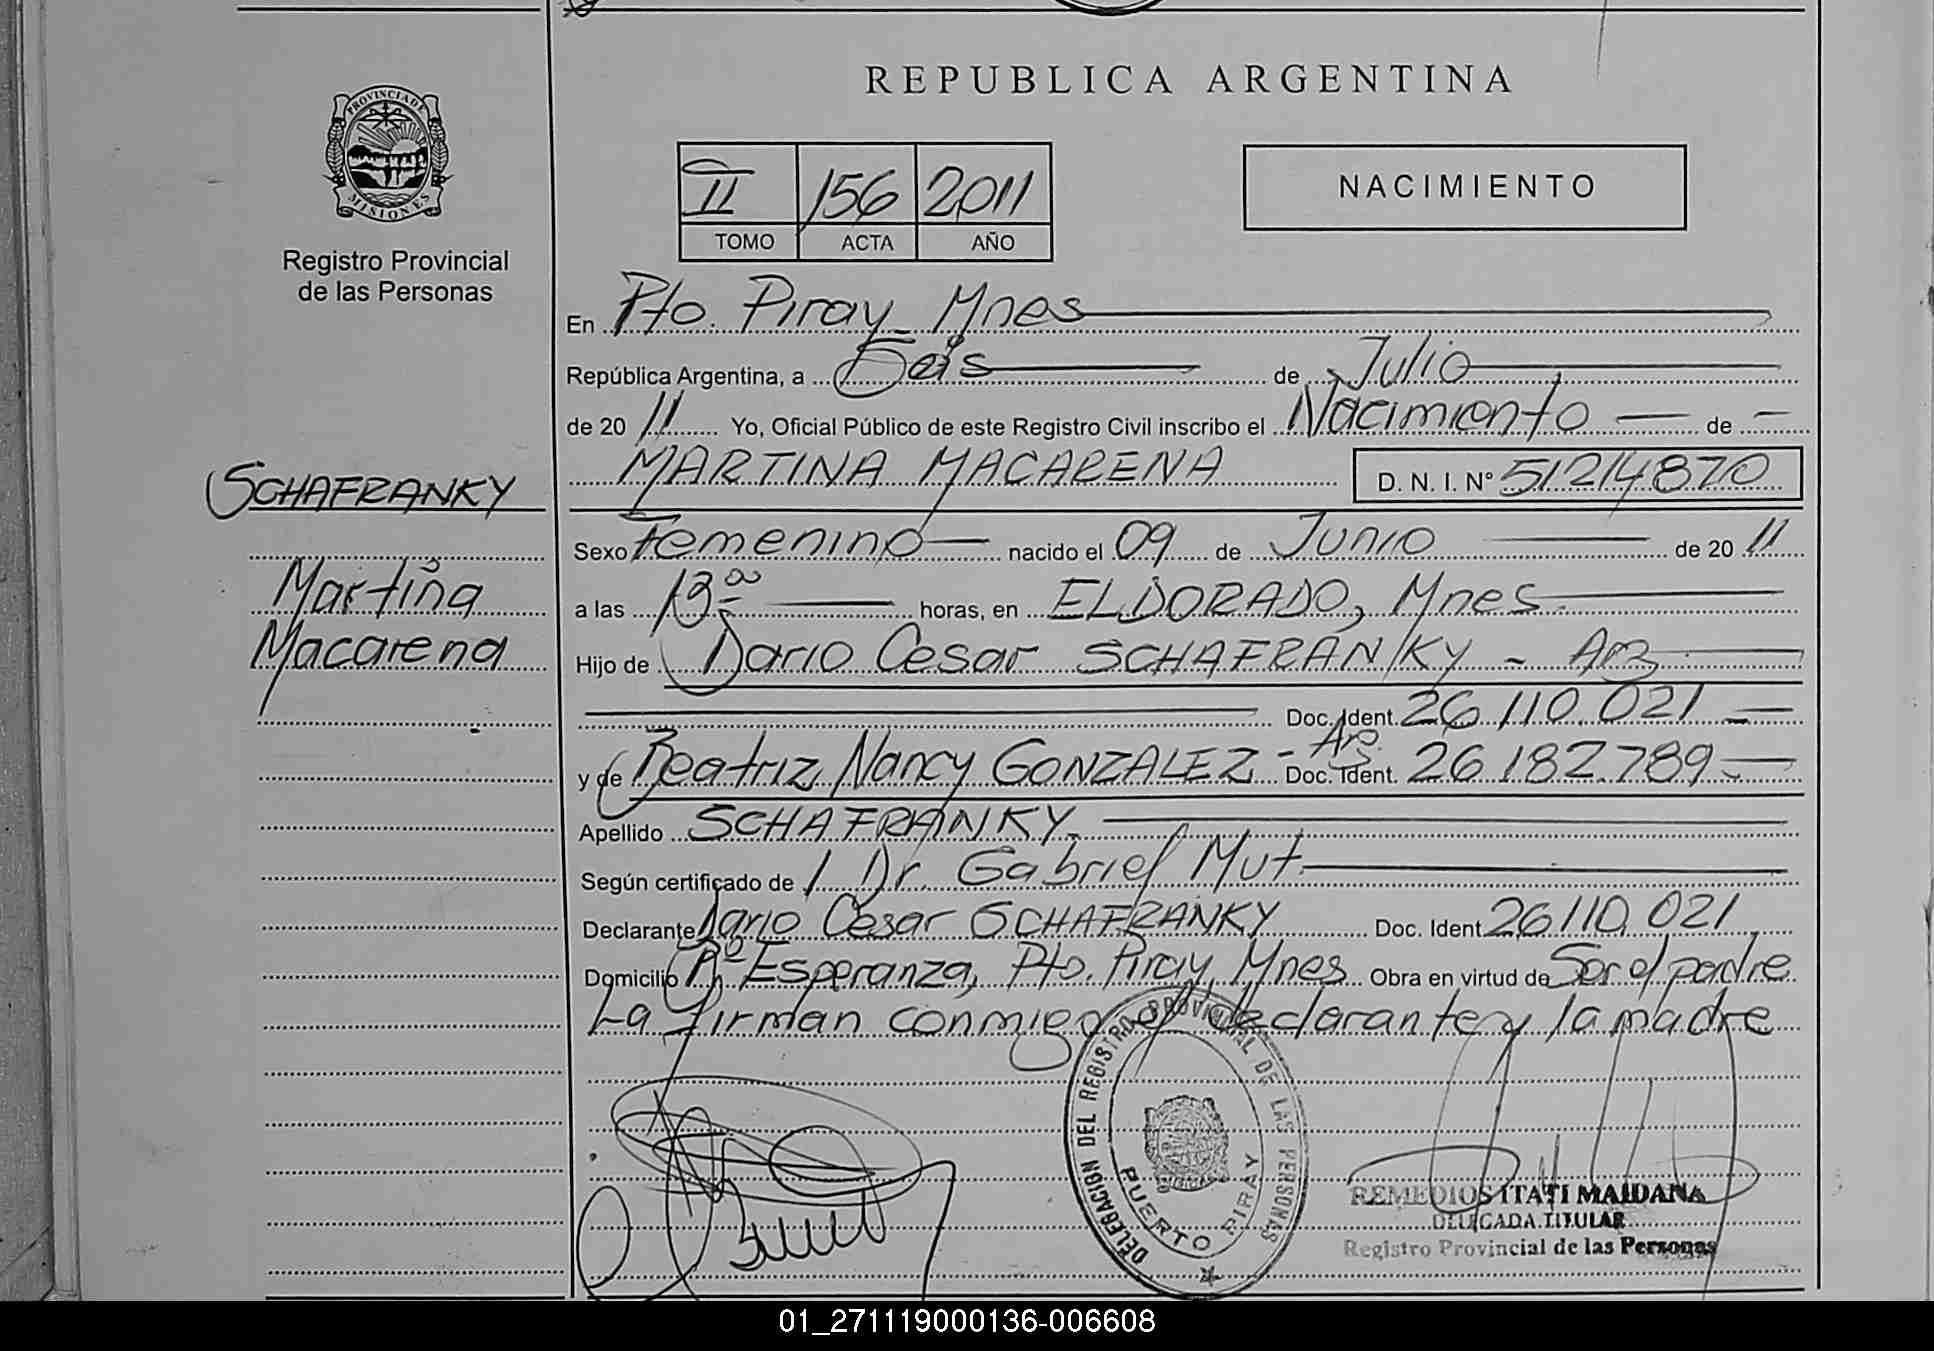 REPUBLICA ARGENTINA
PROVINCIA DE
MISIONES
Registro Provincial
de las Personas
II 156 2011
TOMO ACTA AÑO
NACIMIENTO
En Pto. Piray Mnes
República Argentina, a Seis de Julio
de 2011 Yo, Oficial Público de este Registro Civil inscribo el Nacimiento de
MARTINA MACARENA D. N. I. N° 51214870
SCHAFRANKY
Martina
Macarena
Sexo Femenino nacido el 09 de Junio de 2011
a las 13 oo horas, en ELDORADO, Mnes.
Hijo de Dario Cesar SCHAFRANKY - Arg
Doc. Ident. 26.110.021
y de Beatriz Nancy GONZALEZ - Arg. Doc. Ident. 26.182.789
Apellido SCHAFRANKY
Según certificado de Dr. Gabriel Mut
Declarante Dario Cesar SCHAFRANKY Doc. Ident 26.110.021
Domicilio Bº Esperanza, Pto. Piray, Mnes. Obra en virtud de Ser el padre
La firman conmigo el declarante y la madre
DELEGACION DEL REGISTRO PROVINCIAL DE LAS PERSONAS
PUERTO PIRAY
REMEDIOS ITATI MAIDANA
DELEGADA TITULAR
Registro Provincial de las Personas
01_271119000136-006608